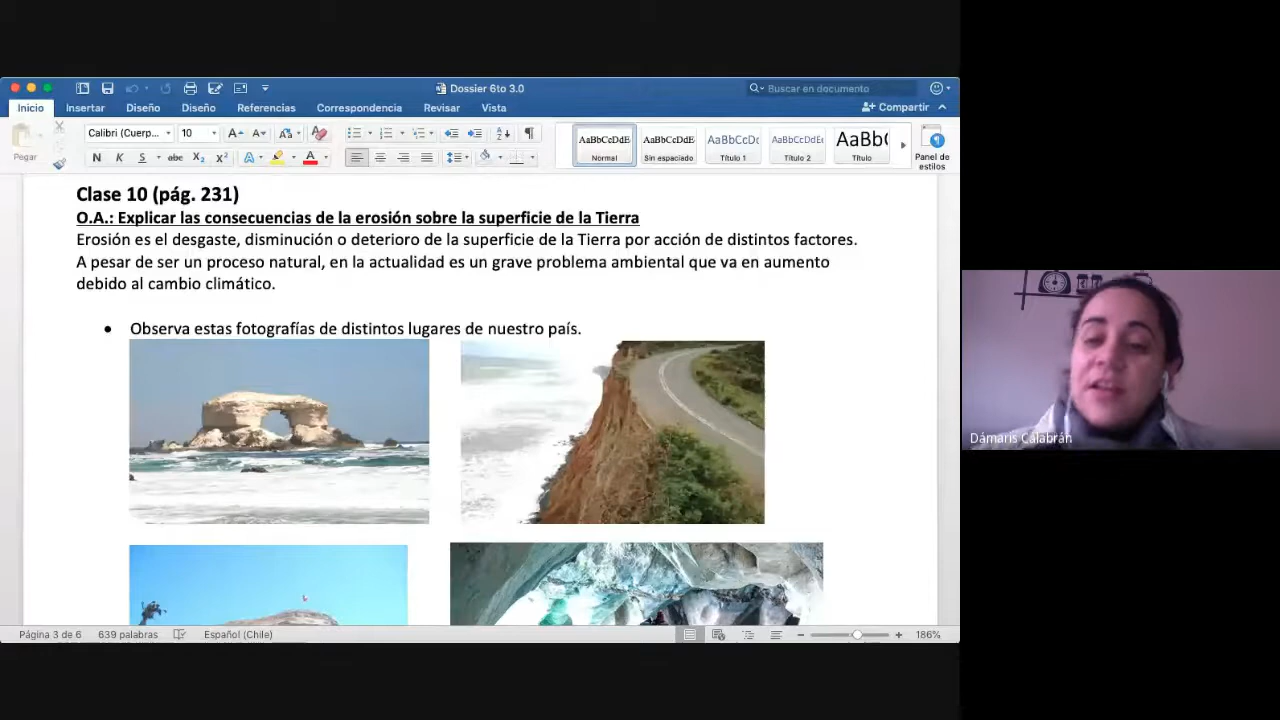 Dossier 6to 3.0
Buscar en documento
Inicio
Insertar
Diseño
Diseño
Referencias
Correspondencia
Revisar
Vista
Compartir
Pegar
Calibri (Cuerp...
10
N K S abc X₂ X²
AaBbCcDdE
Normal
AaBbCcDdE
Sin espaciado
AaBbCcDc
Título 1
AaBbCcDdEe
Título 2
AaBb(
Título
Panel de
estilos
Clase 10 (pág. 231)
O.A.: Explicar las consecuencias de la erosión sobre la superficie de la Tierra
Erosión es el desgaste, disminución o deterioro de la superficie de la Tierra por acción de distintos factores.
A pesar de ser un proceso natural, en la actualidad es un grave problema ambiental que va en aumento
debido al cambio climático.
• Observa estas fotografías de distintos lugares de nuestro país.
Dámaris Calabrán
Página 3 de 6
639 palabras
Español (Chile)
186%